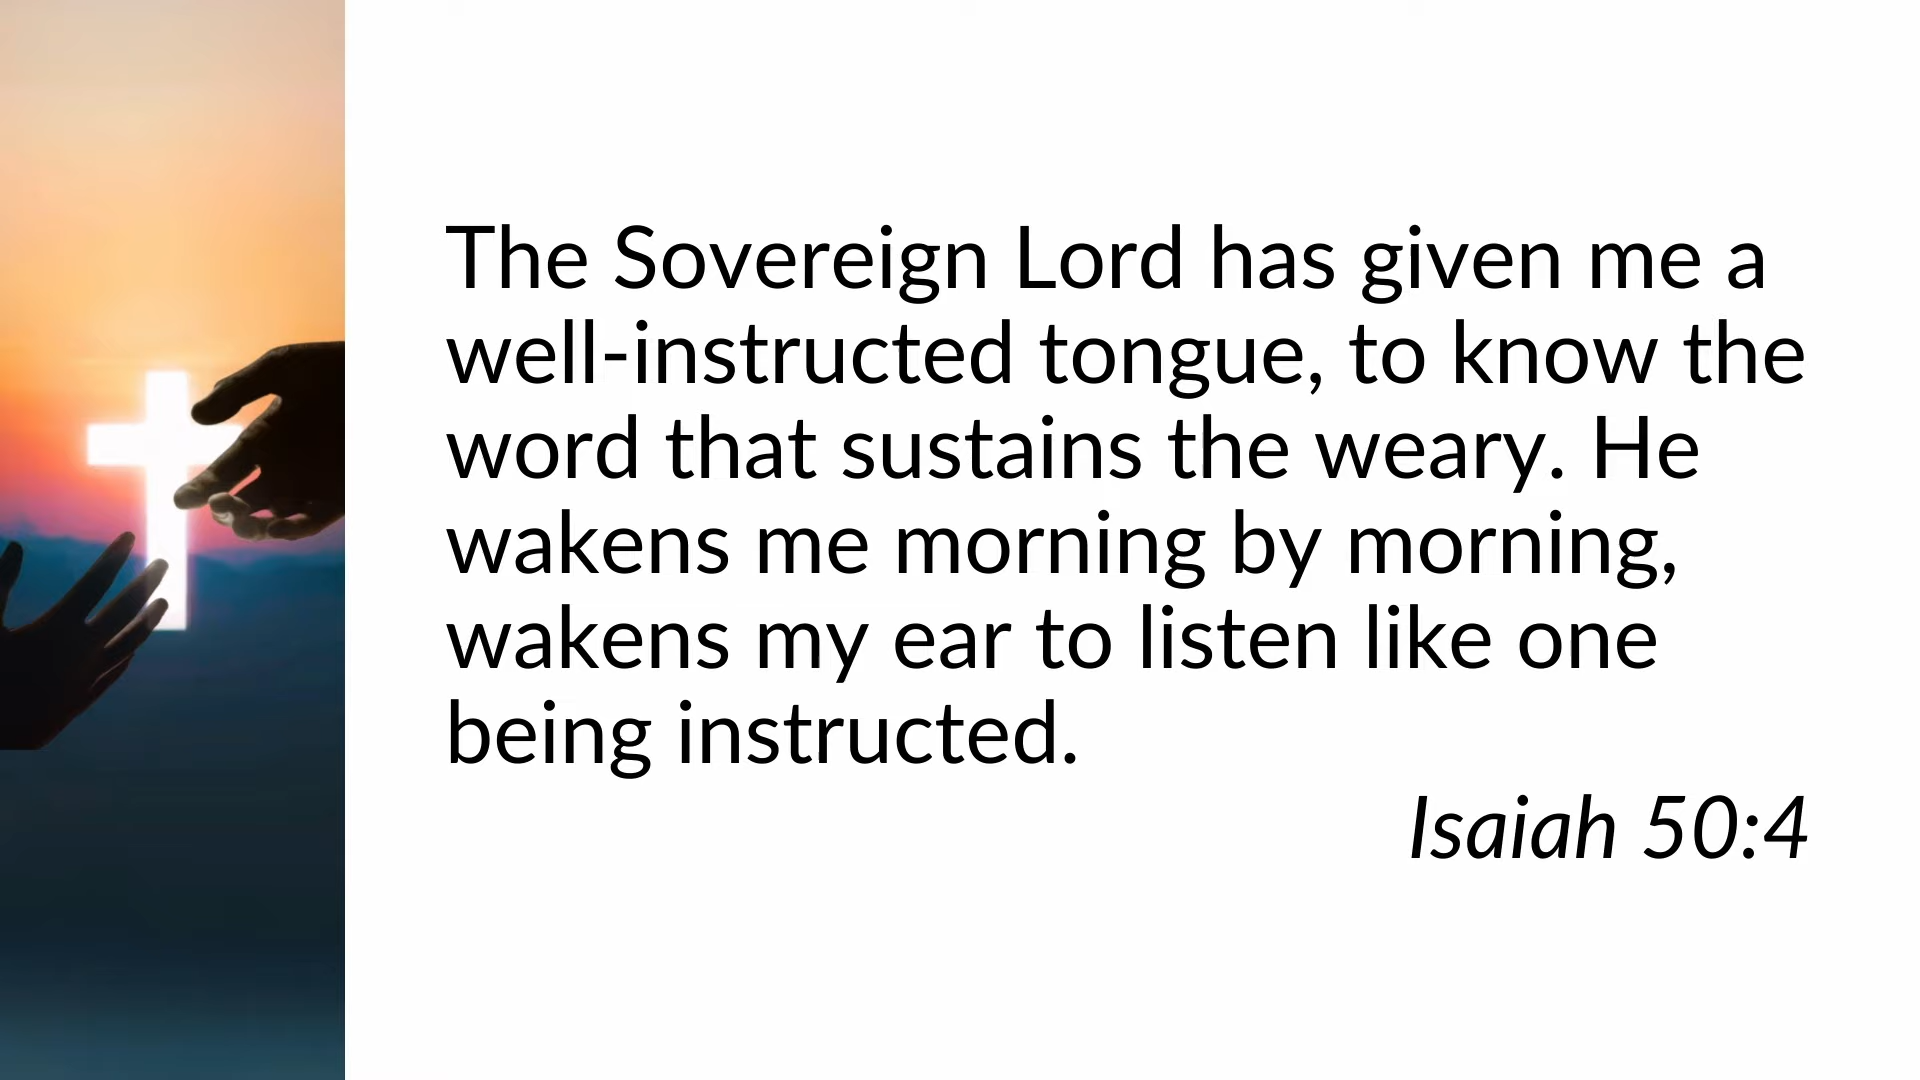 The Sovereign Lord has given me a
well-instructed tongue, to know the
word that sustains the weary. He
wakens me morning by morning,
wakens my ear to listen like one
being instructed.
Isaiah 50:4